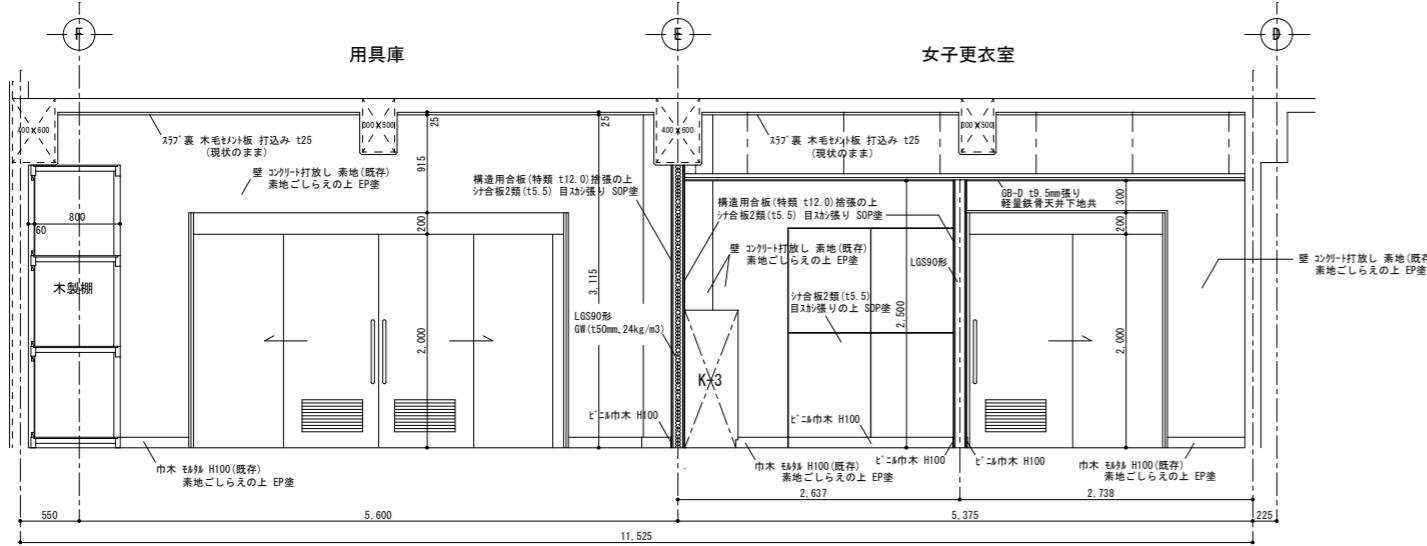 F
E
D
用具庫
女子更衣室
400×600
300×500
400×600
300×500
25
25
ｽﾗﾌﾞ裏 木毛ｾﾒﾝﾄ板 打込み t25
(現状のまま)
ｽﾗﾌﾞ裏 木毛ｾﾒﾝﾄ板 打込み t25
(現状のまま)
壁 ｺﾝｸﾘｰﾄ打放し 素地(既存)
素地ごしらえの上 EP塗
915
構造用合板(特類 t12.0)捨張の上
ｼﾅ合板2類(t5.5) 目ｽｶｼ張り SOP塗
構造用合板(特類 t12.0)捨張の上
ｼﾅ合板2類(t5.5) 目ｽｶｼ張り SOP塗
GB-D t9.5mm張り
軽量鉄骨天井下地共
300
800
60
200
200
壁 ｺﾝｸﾘｰﾄ打放し 素地(既存)
素地ごしらえの上 EP塗
壁 ｺﾝｸﾘｰﾄ打放し 素地(既存
素地ごしらえの上 EP塗
LGS90形
木製棚
3,115
ｼﾅ合板2類(t5.5)
目ｽｶｼ張りの上 SOP塗
2,500
LGS90形
GW(t50mm、24kg/m3)
2,000
2,000
K-3
ﾋﾞﾆﾙ巾木 H100
ﾋﾞﾆﾙ巾木 H100
巾木 ﾓﾙﾀﾙ H100(既存)
素地ごしらえの上 EP塗
巾木 ﾓﾙﾀﾙ H100(既存)
素地ごしらえの上 EP塗
ﾋﾞﾆﾙ巾木 H100
ﾋﾞﾆﾙ巾木 H100
巾木 ﾓﾙﾀﾙ H100(既存)
素地ごしらえの上 EP塗
2,637
2,738
550
5,600
5,375
225
11,525